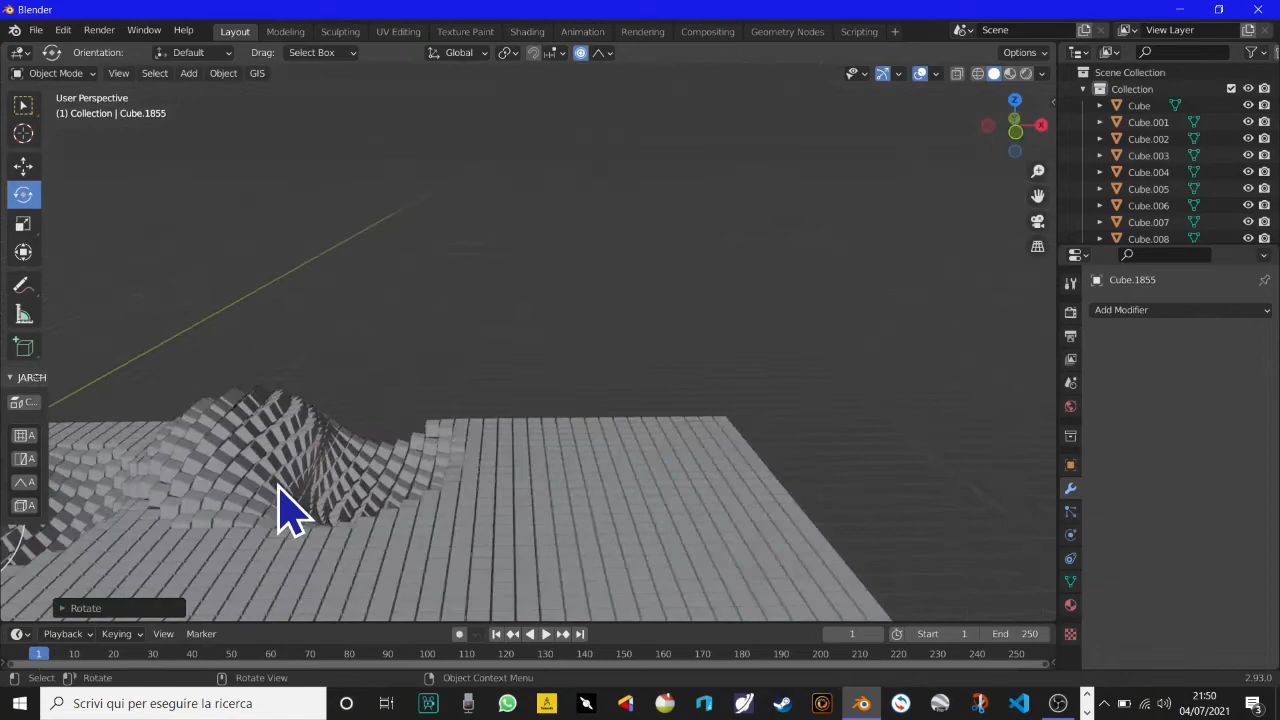 Blender
File Edit Render Window Help
Layout Modeling Sculpting UV Editing Texture Paint Shading Animation Rendering Compositing Geometry Nodes Scripting +
Scene
View Layer
Orientation: Default Drag: Select Box
Global
Options
Object Mode View Select Add Object GIS
User Perspective
(1) Collection | Cube.1855
Z
X
Scene Collection
Collection
Cube
Cube.001
Cube.002
Cube.003
Cube.004
Cube.005
Cube.006
Cube.007
Cube.008
Cube.1855
Add Modifier
JARCH
C...
A
A
A
A
Rotate
Playback Keying View Marker
1
Start 1
End 250
1 10 20 30 40 50 60 70 80 90 100 110 120 130 140 150 160 170 180 190 200 210 220 230 240 250
Select Rotate Rotate View Object Context Menu
2.93.0
Scrivi qui per eseguire la ricerca
21:50
04/07/2021
3